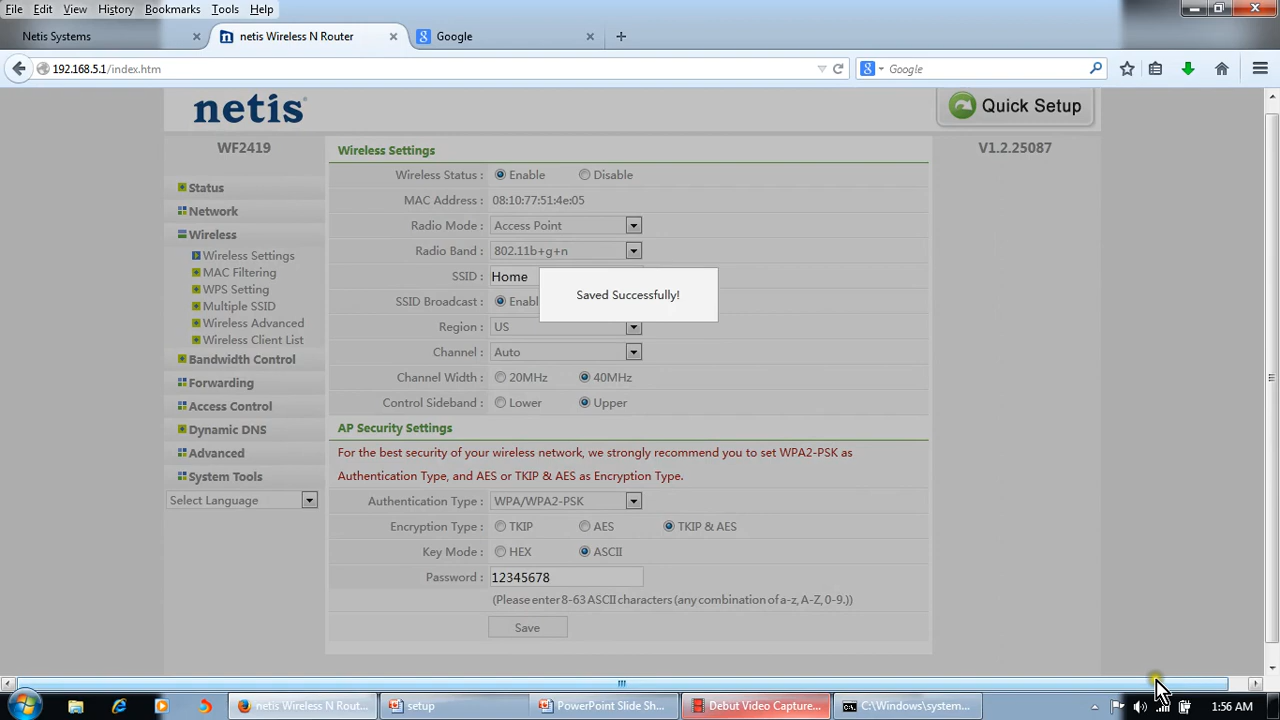 File Edit View History Bookmarks Tools Help
Netis Systems × netis Wireless N Router × Google × +
192.168.5.1/index.htm Google
netis Quick Setup
WF2419 Wireless Settings V1.2.25087
Status
Network
Wireless
Wireless Settings
MAC Filtering
WPS Setting
Multiple SSID
Wireless Advanced
Wireless Client List
Bandwidth Control
Forwarding
Access Control
Dynamic DNS
Advanced
System Tools
Select Language
Wireless Status : Enable Disable
MAC Address : 08:10:77:51:4e:05
Radio Mode : Access Point
Radio Band : 802.11b+g+n
SSID : Home
Saved Successfully!
SSID Broadcast : Enabl
Region : US
Channel : Auto
Channel Width : 20MHz 40MHz
Control Sideband : Lower Upper
AP Security Settings
For the best security of your wireless network, we strongly recommend you to set WPA2-PSK as
Authentication Type, and AES or TKIP & AES as Encryption Type.
Authentication Type : WPA/WPA2-PSK
Encryption Type : TKIP AES TKIP & AES
Key Mode : HEX ASCII
Password : 12345678
(Please enter 8-63 ASCII characters (any combination of a-z, A-Z, 0-9.))
Save
netis Wireless N Rout... setup PowerPoint Slide Sh... Debut Video Capture... C:\Windows\system... 1:56 AM